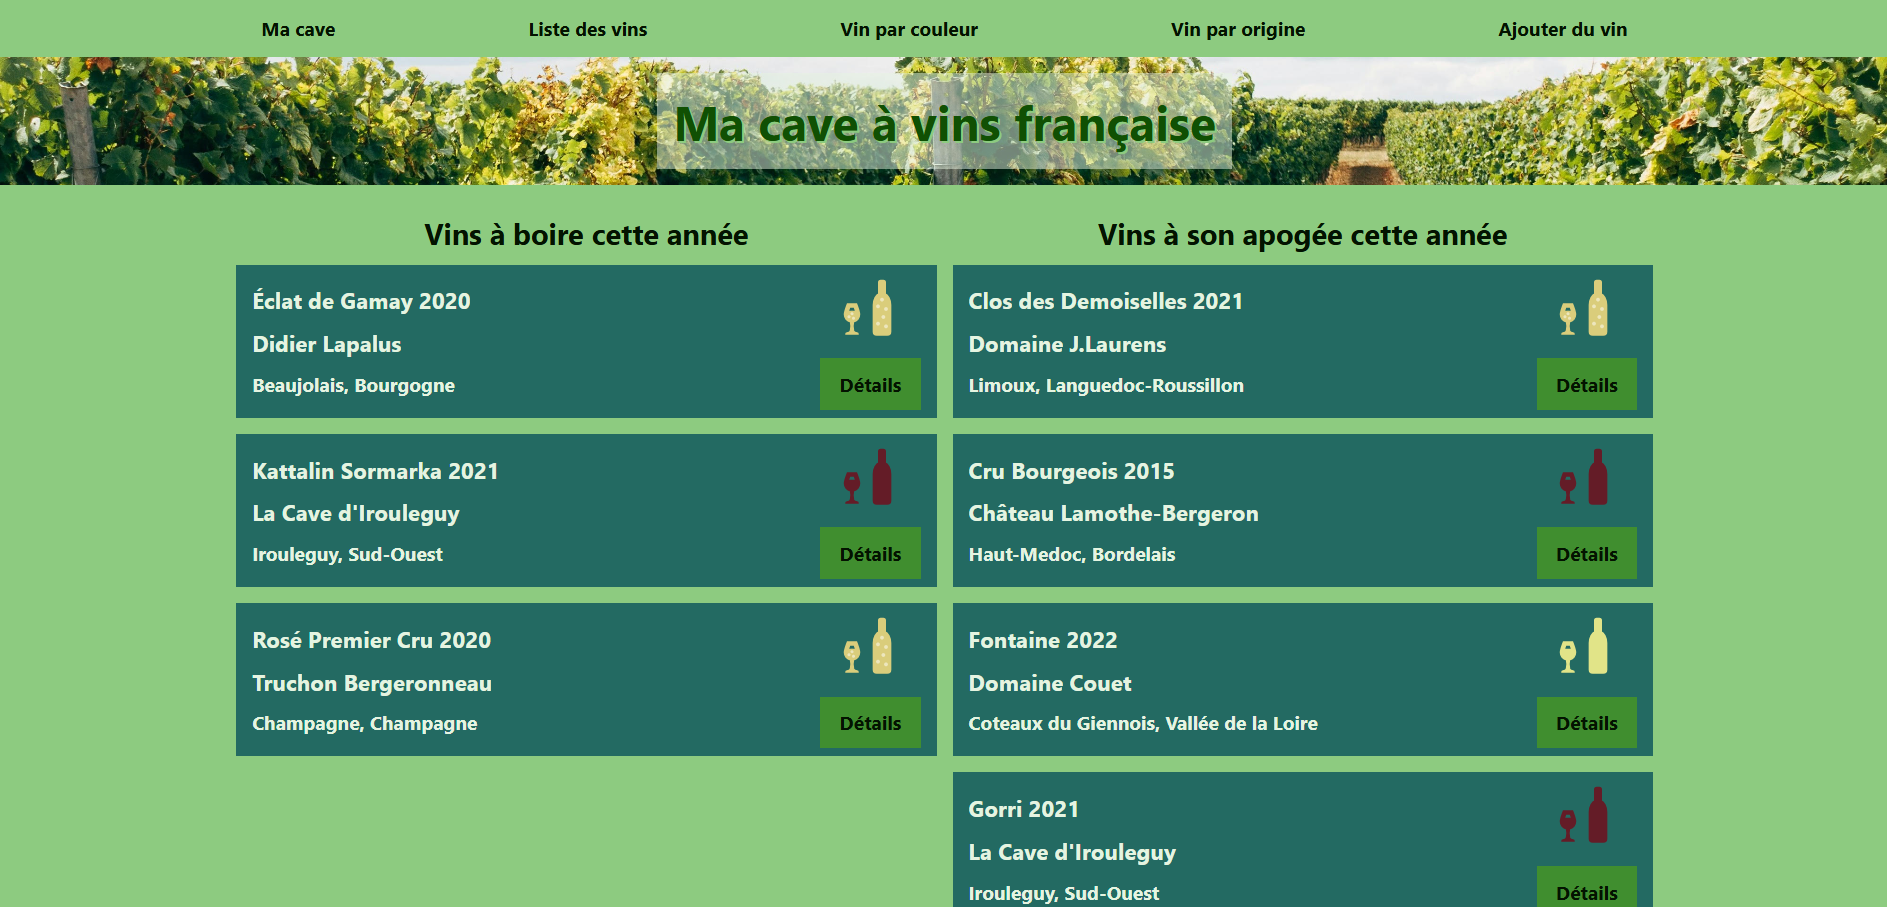 Ma cave
Liste des vins
Vin par couleur
Vin par origine
Ajouter du vin
Ma cave à vins française
Vins à boire cette année
Éclat de Gamay 2020
Didier Lapalus
Beaujolais, Bourgogne
Détails
Kattalin Sormarka 2021
La Cave d'Irouleguy
Irouleguy, Sud-Ouest
Détails
Rosé Premier Cru 2020
Truchon Bergeronneau
Champagne, Champagne
Détails
Vins à son apogée cette année
Clos des Demoiselles 2021
Domaine J.Laurens
Limoux, Languedoc-Roussillon
Détails
Cru Bourgeois 2015
Château Lamothe-Bergeron
Haut-Medoc, Bordelais
Détails
Fontaine 2022
Domaine Couet
Coteaux du Giennois, Vallée de la Loire
Détails
Gorri 2021
La Cave d'Irouleguy
Irouleguy, Sud-Ouest
Détails